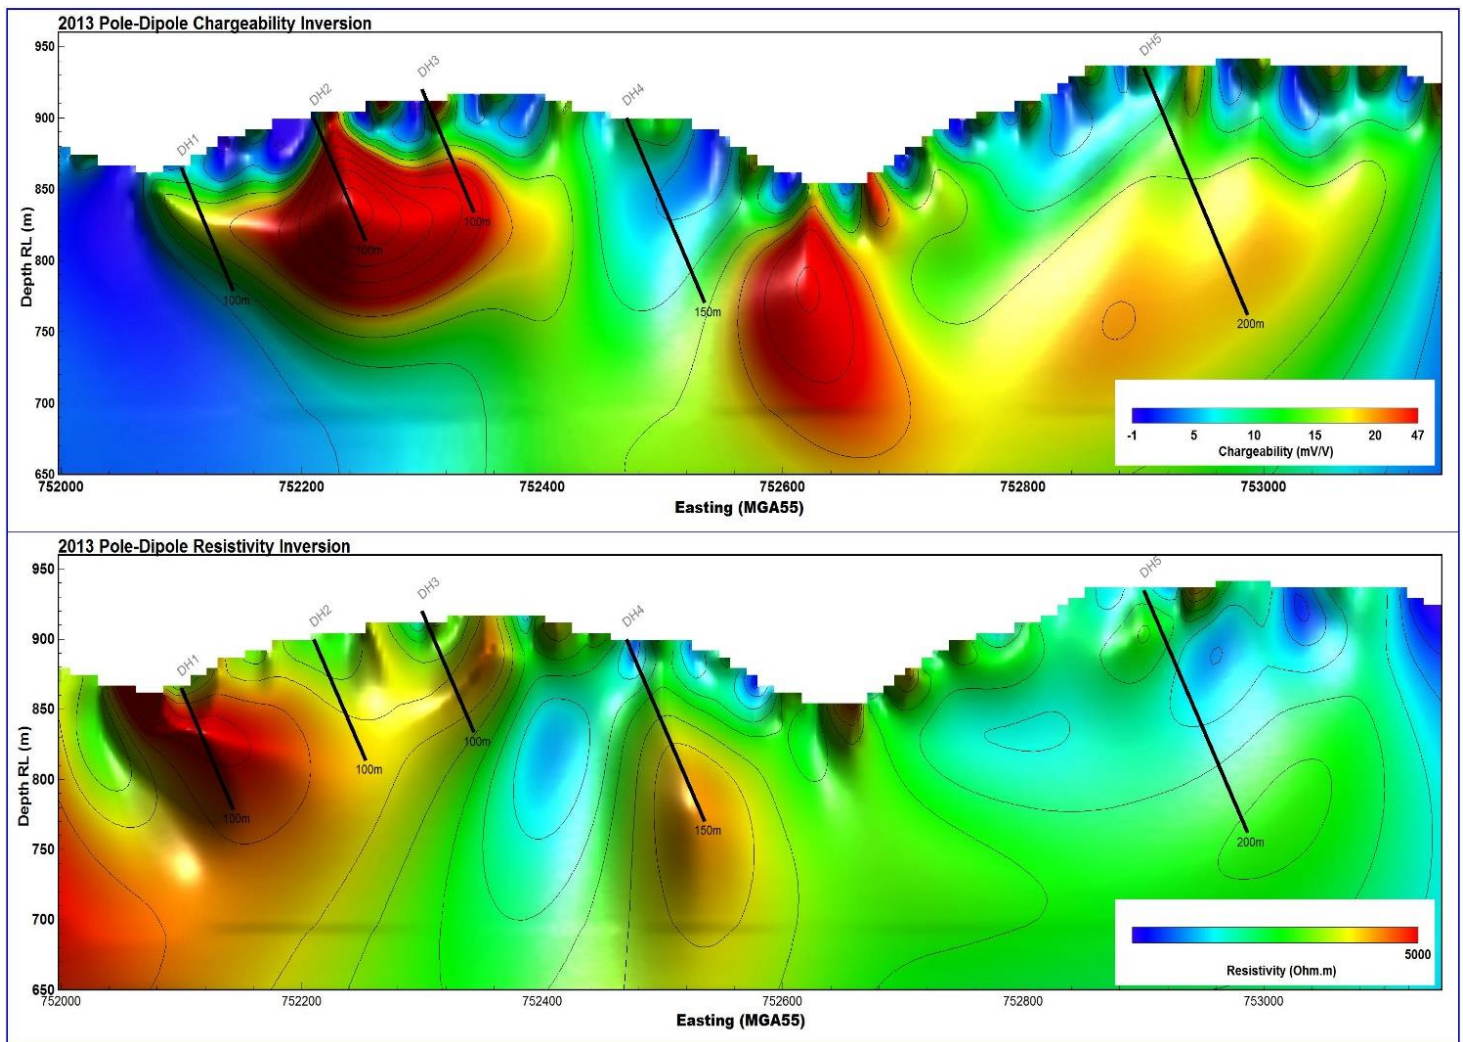 2013 Pole-Dipole Chargeability Inversion
950
900
850
800
750
700
650
Depth RL (m)
DH1
DH2
DH3
DH4
DH5
100m
100m
100m
150m
200m
-1 5 10 15 20 47
Chargeability (mV/V)
752000 752200 752400 752600 752800 753000
Easting (MGA55)
2013 Pole-Dipole Resistivity Inversion
950
900
850
800
750
700
650
Depth RL (m)
DH1
DH2
DH3
DH4
DH5
100m
100m
100m
150m
200m
5000
Resistivity (Ohm.m)
752000 752200 752400 752600 752800 753000
Easting (MGA55)